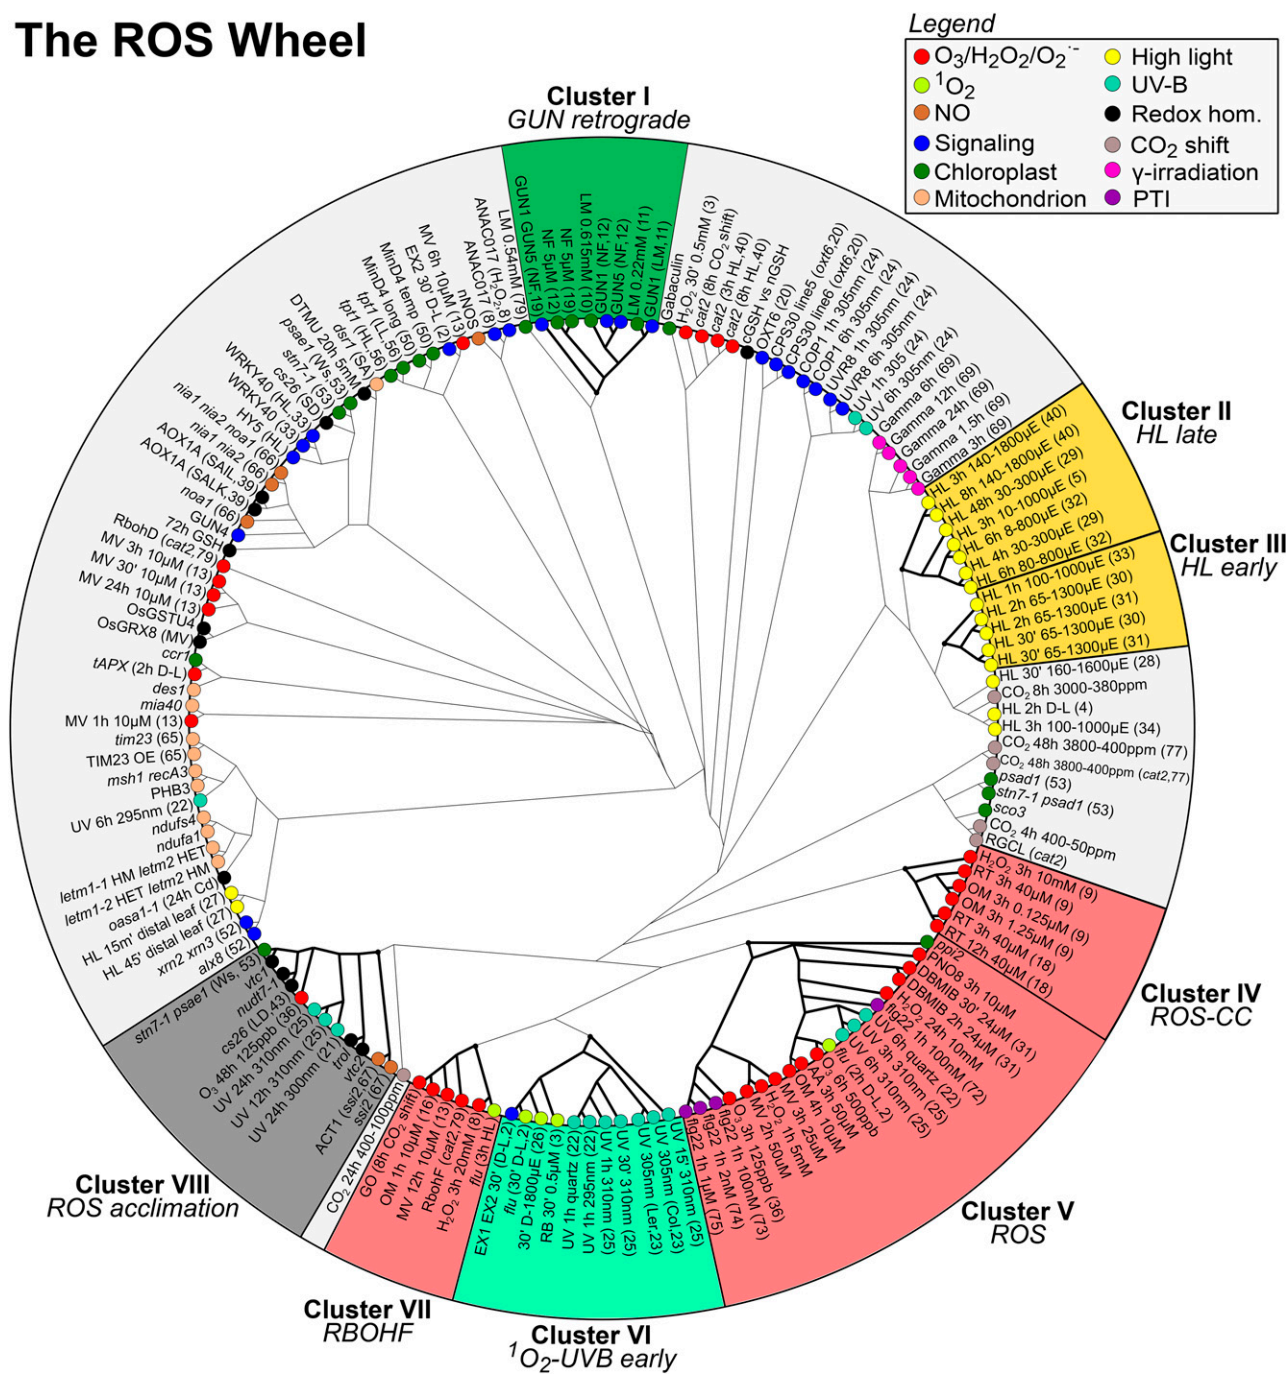 The ROS Wheel
Legend
O₃/H₂O₂/O₂˙⁻
¹O₂
NO
Signaling
Chloroplast
Mitochondrion
High light
UV-B
Redox hom.
CO₂ shift
γ-irradiation
PTI
Cluster I
GUN retrograde
GUN1 GUN5 (NF,19)
NF 5µM (12)
NF 5µM (19)
LM 0.615mM (10)
GUN1 (NF,12)
GUN5 (NF,12)
LM 0.22mM (11)
GUN1 (LM,11)
Gabaculin
H₂O₂ 30' 0.5mM (3)
cat2 (8h CO₂ shift)
cat2 (3h HL,40)
cat2 (8h HL,40)
GSH vs nGSH
OXT6 (20)
CPS30 line5 (oxt6,20)
CPS30 line6 (oxt6,20)
COP1 1h 305nm (24)
COP1 6h 305nm (24)
UVR8 1h 305nm (24)
UVR8 6h 305nm (24)
UV 1h 305 (24)
UV 6h 305nm (24)
Gamma 6h (69)
Gamma 12h (69)
Gamma 24h (69)
Gamma 1.5h (69)
Gamma 3h (69)
Cluster II
HL late
HL 3h 140-1800µE (40)
HL 8h 140-1800µE (40)
HL 48h 30-300µE (29)
HL 3h 10-1000µE (5)
HL 6h 8-800µE (32)
HL 4h 30-300µE (29)
HL 6h 80-800µE (32)
Cluster III
HL early
HL 1h 100-1000µE (33)
HL 2h 65-1300µE (30)
HL 2h 65-1300µE (31)
HL 30' 65-1300µE (30)
HL 30' 65-1300µE (31)
HL 30' 160-1600µE (28)
CO₂ 8h 3000-380ppm
HL 2h D-L (4)
HL 3h 100-1000µE (34)
CO₂ 48h 3800-400ppm (77)
CO₂ 48h 3800-400ppm (cat2,77)
psad1 (53)
stn7-1 psad1 (53)
sco3
CO₂ 4h 400-50ppm
RGCL (cat2)
H₂O₂ 3h 10mM (9)
RT 3h 40µM (9)
OM 3h 0.125µM (9)
OM 3h 1.25µM (9)
RT 3h 40µM (18)
RT 12h 40µM (18)
Cluster IV
ROS-CC
ppi2
PNO8 3h 10µM
DBMIB 30' 24µM (31)
DBMIB 2h 24µM (31)
H₂O₂ 24h 10mM
flg22 1h 100nM (72)
UV 6h quartz (22)
UV 3h 310nm (25)
UV 6h 310nm (25)
flu (2h D-L,2)
O₃ 6h 500ppb
AA 3h 50µM
OM 4h 10µM
MV 3h 25µM
H₂O₂ 1h 5mM
MV 2h 50uM
O₃ 3h 125ppb (36)
flg22 1h 100nM (73)
flg22 1h 2mM (74)
flg22 1h 1µM (75)
Cluster V
ROS
UV 15' 310nm (25)
UV 305nm (Col,23)
UV 305nm (Ler,23)
UV 30' 310nm (25)
UV 1h 310nm (25)
UV 1h 295nm (22)
UV 1h quartz (22)
RB 30' 0.5µM (3)
30' D-1800µE (26)
flu (30' D-L,2)
EX1 EX2 30' (D-L,2)
Cluster VI
¹O₂-UVB early
flu (3h HL)
H₂O₂ 3h 20mM (8)
RbohF (cat2,79)
MV 12h 10µM (13)
OM 1h 10µM (16)
GO (8h CO₂ shift)
Cluster VII
RBOHF
CO₂ 24h 400-100ppm
ssi2 (67)
ACT1 (ssi2,67)
vtc2
trol
UV 24h 300nm (21)
UV 12h 310nm (25)
UV 24h 310nm (25)
O₃ 48h 125ppb (36)
cs26 (LD,43)
nudt7-1
vtc1
stn7-1 psae1 (Ws, 53)
Cluster VIII
ROS acclimation
alx8 (52)
xrn2 xrn3 (52)
HL 45' distal leaf (27)
HL 15m' distal leaf (27)
oasa1-1 (24h Cd)
letm1-2 HET letm2 HM
letm1-1 HM letm2 HET
ndufa1
ndufs4
UV 6h 295nm (22)
PHB3
msh1 recA3
TIM23 OE (65)
tim23 (65)
MV 1h 10µM (13)
mia40
des1
tAPX (2h D-L)
ccr1
OsGRX8 (MV)
OsGSTU4
MV 24h 10µM (13)
MV 30' 10µM (13)
MV 3h 10µM (13)
RbohD (cat2,79)
72h GSH
GUN4
noa1 (66)
AOX1A (SALK,39)
AOX1A (SAIL,39)
nia1 nia2 (66)
nia1 nia2 noa1 (66)
HY5 (HL)
WRKY40 (33)
WRKY40 (HL,33)
cs26 (SD)
stn7-1 (53)
psae1 (Ws,53)
DTMU 20h 5mM
dsr1 (SA)
tpr1 (HL,56)
tpr1 (LL,56)
MinD4 long (50)
MinD4 temp (50)
EX2 30' D-L (2)
MV 6h 10µM (13)
nNOS
ANAC017 (8)
ANAC017 (H₂O₂,8)
LM 0.54mM (79)